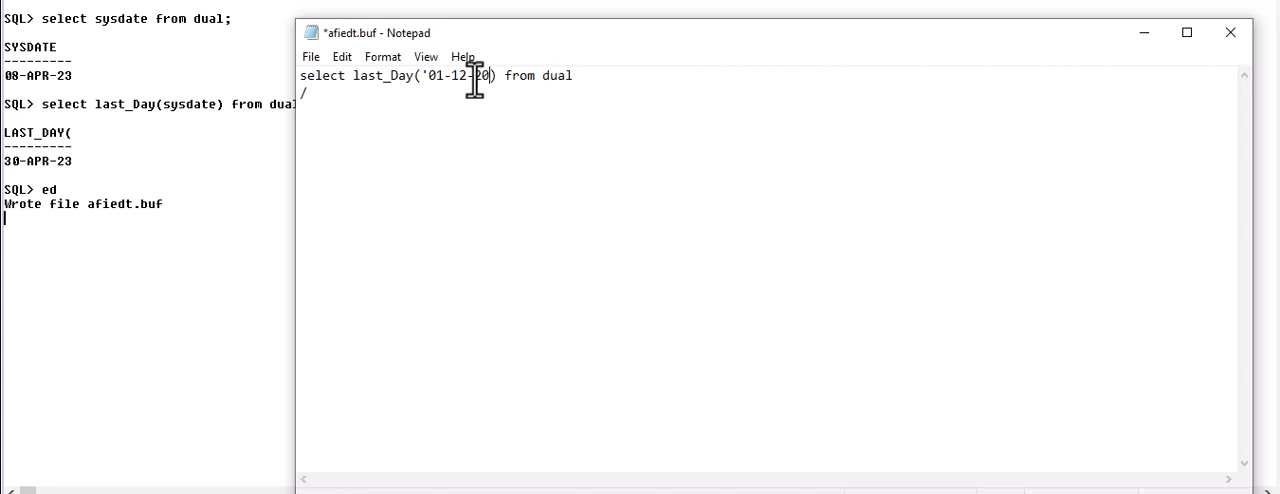 SQL> select sysdate from dual;
SYSDATE
---------
08-APR-23
SQL> select last_Day(sysdate) from dual
LAST_DAY(
---------
30-APR-23
SQL> ed
Wrote file afiedt.buf
*afiedt.buf - Notepad
File Edit Format View Help
select last_Day('01-12-20) from dual
/